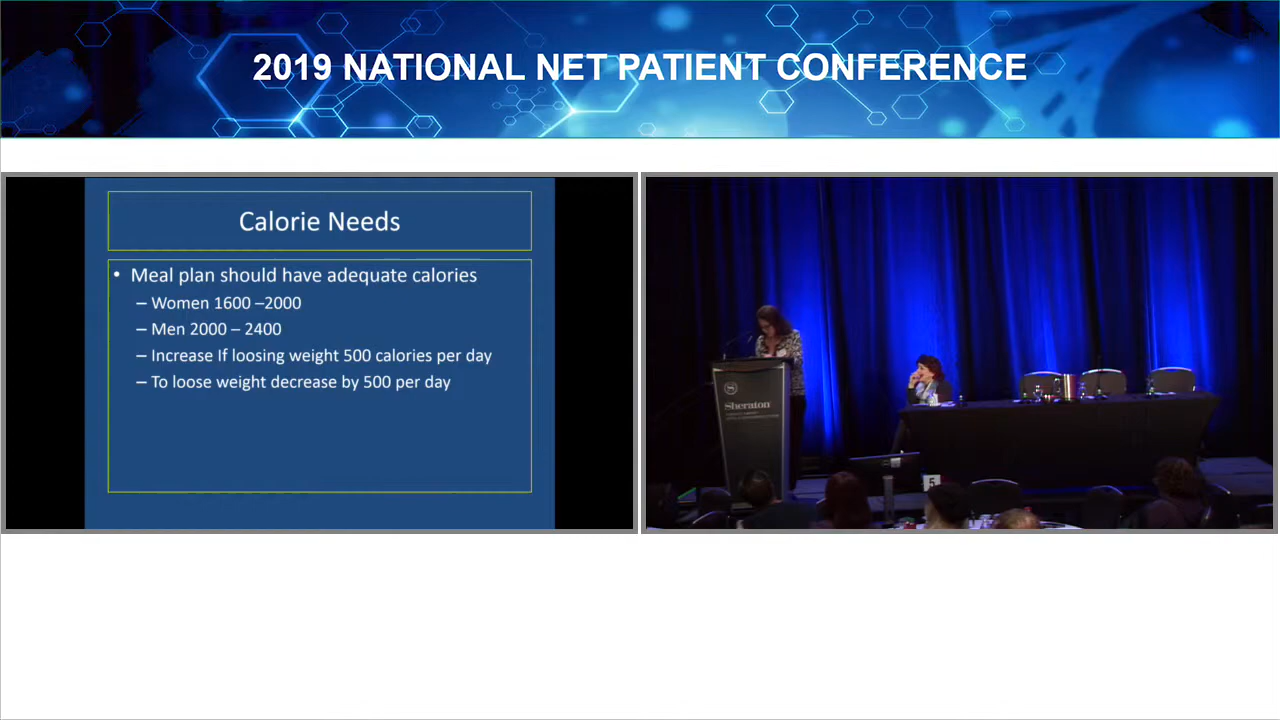 2019 NATIONAL NET PATIENT CONFERENCE
Calorie Needs
• Meal plan should have adequate calories
– Women 1600 –2000
– Men 2000 – 2400
– Increase If loosing weight 500 calories per day
– To loose weight decrease by 500 per day
Sheraton
5